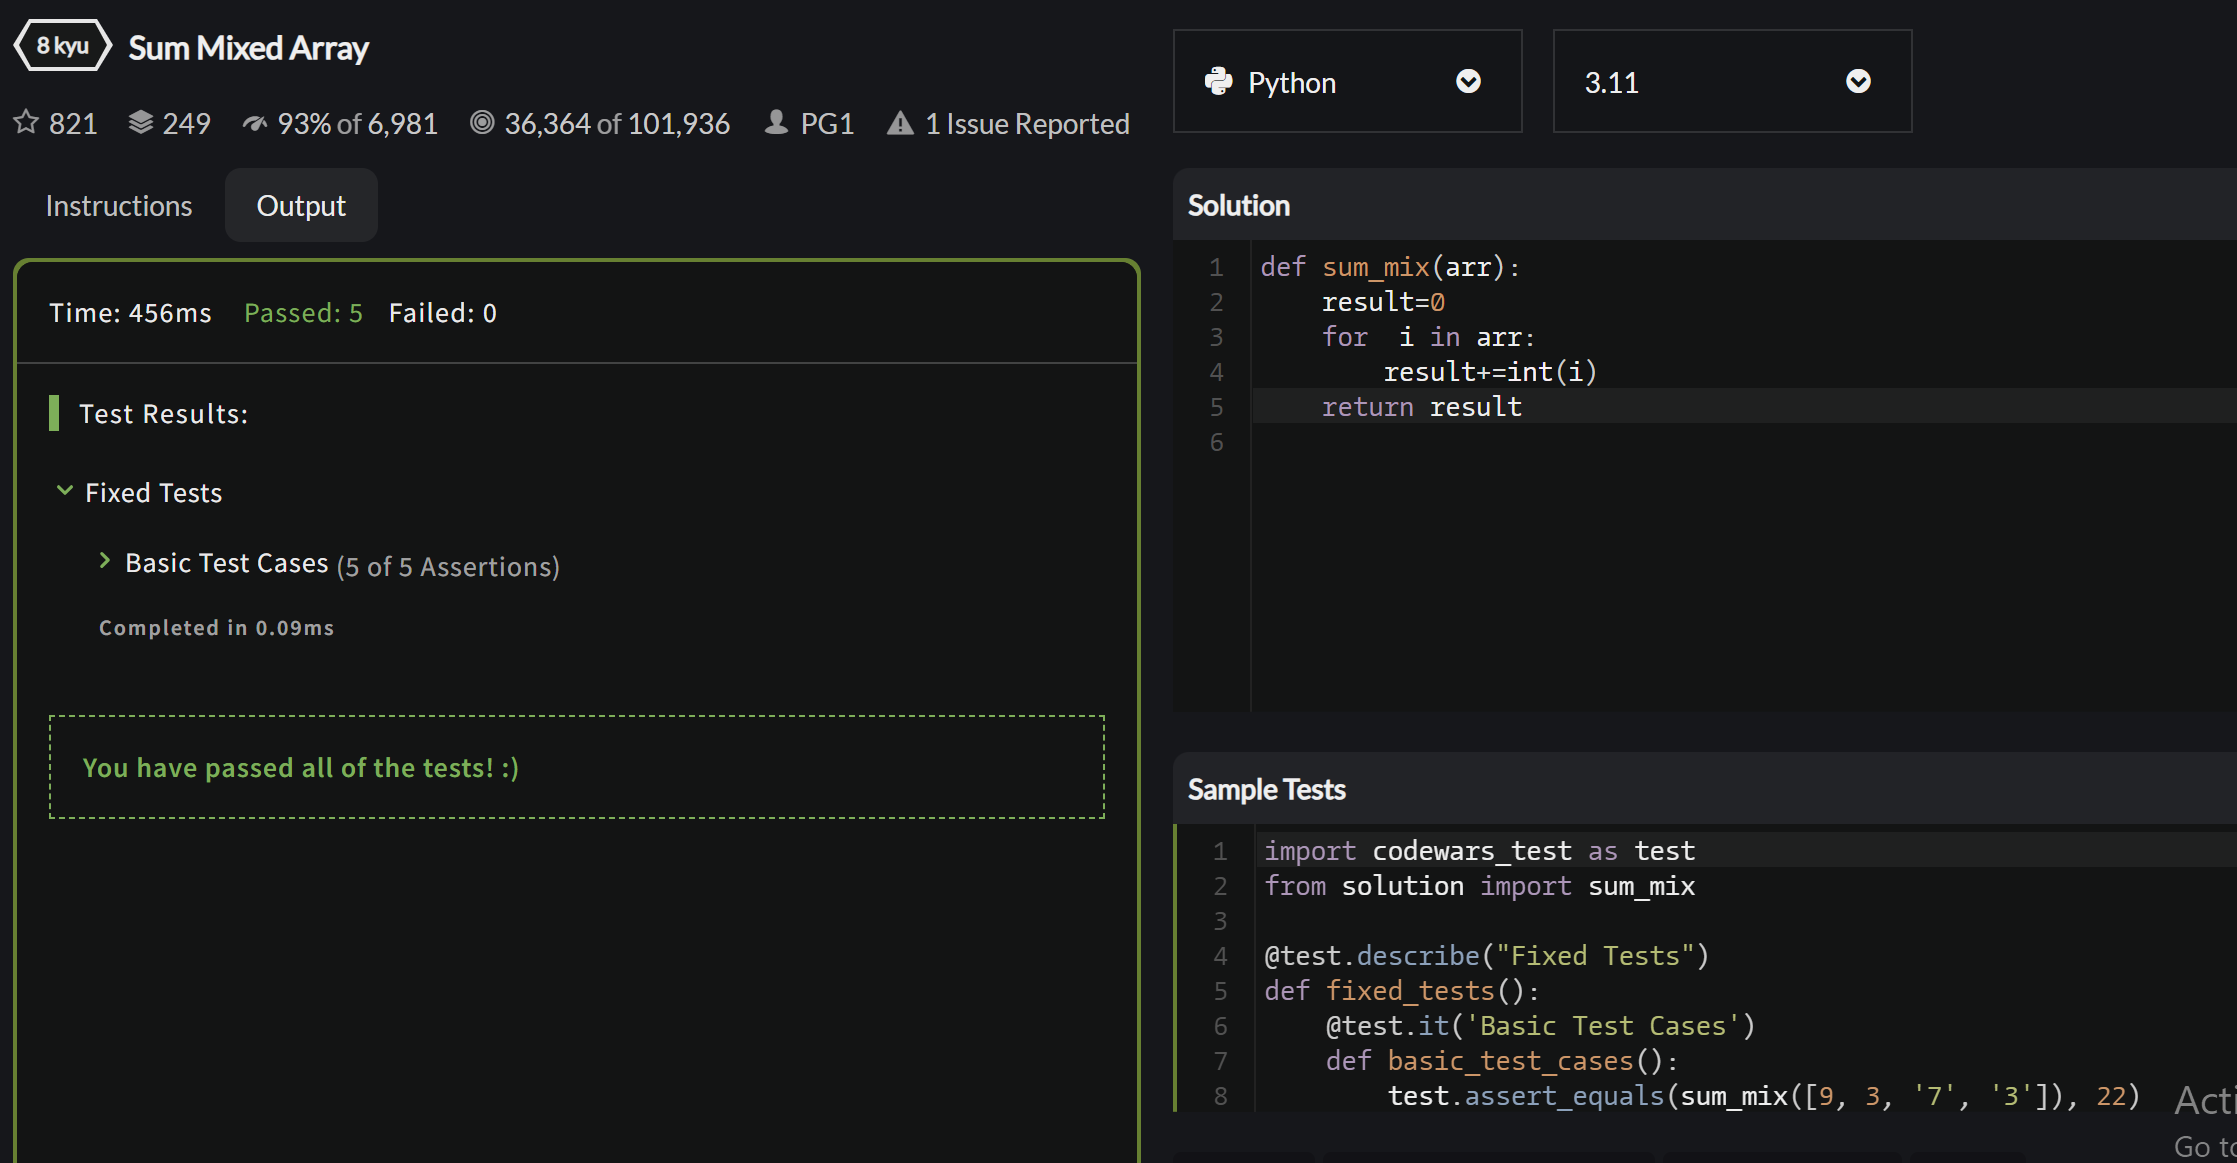 8 kyu Sum Mixed Array
821 249 93% of 6,981 36,364 of 101,936 PG1 1 Issue Reported
Instructions Output
Time: 456ms Passed: 5 Failed: 0
Test Results:
Fixed Tests
Basic Test Cases (5 of 5 Assertions)
Completed in 0.09ms
You have passed all of the tests! :)
Python 3.11
Solution
1 def sum_mix(arr):
2     result=0
3     for  i in arr:
4         result+=int(i)
5     return result
6
Sample Tests
1 import codewars_test as test
2 from solution import sum_mix
3
4 @test.describe("Fixed Tests")
5 def fixed_tests():
6     @test.it('Basic Test Cases')
7     def basic_test_cases():
8         test.assert_equals(sum_mix([9, 3, '7', '3']), 22)
Go